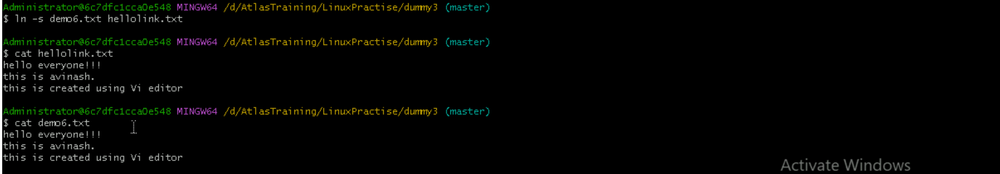 Administrator@6c7dfc1cca0e548 MINGW64 /d/AtlasTraining/LinuxPractise/dummy3 (master)
$ ln -s demo6.txt hellolink.txt
Administrator@6c7dfc1cca0e548 MINGW64 /d/AtlasTraining/LinuxPractise/dummy3 (master)
$ cat hellolink.txt
hello everyone!!!
this is avinash.
this is created using Vi editor
Administrator@6c7dfc1cca0e548 MINGW64 /d/AtlasTraining/LinuxPractise/dummy3 (master)
$ cat demo6.txt
hello everyone!!!
this is avinash.
this is created using Vi editor
Activate Windows